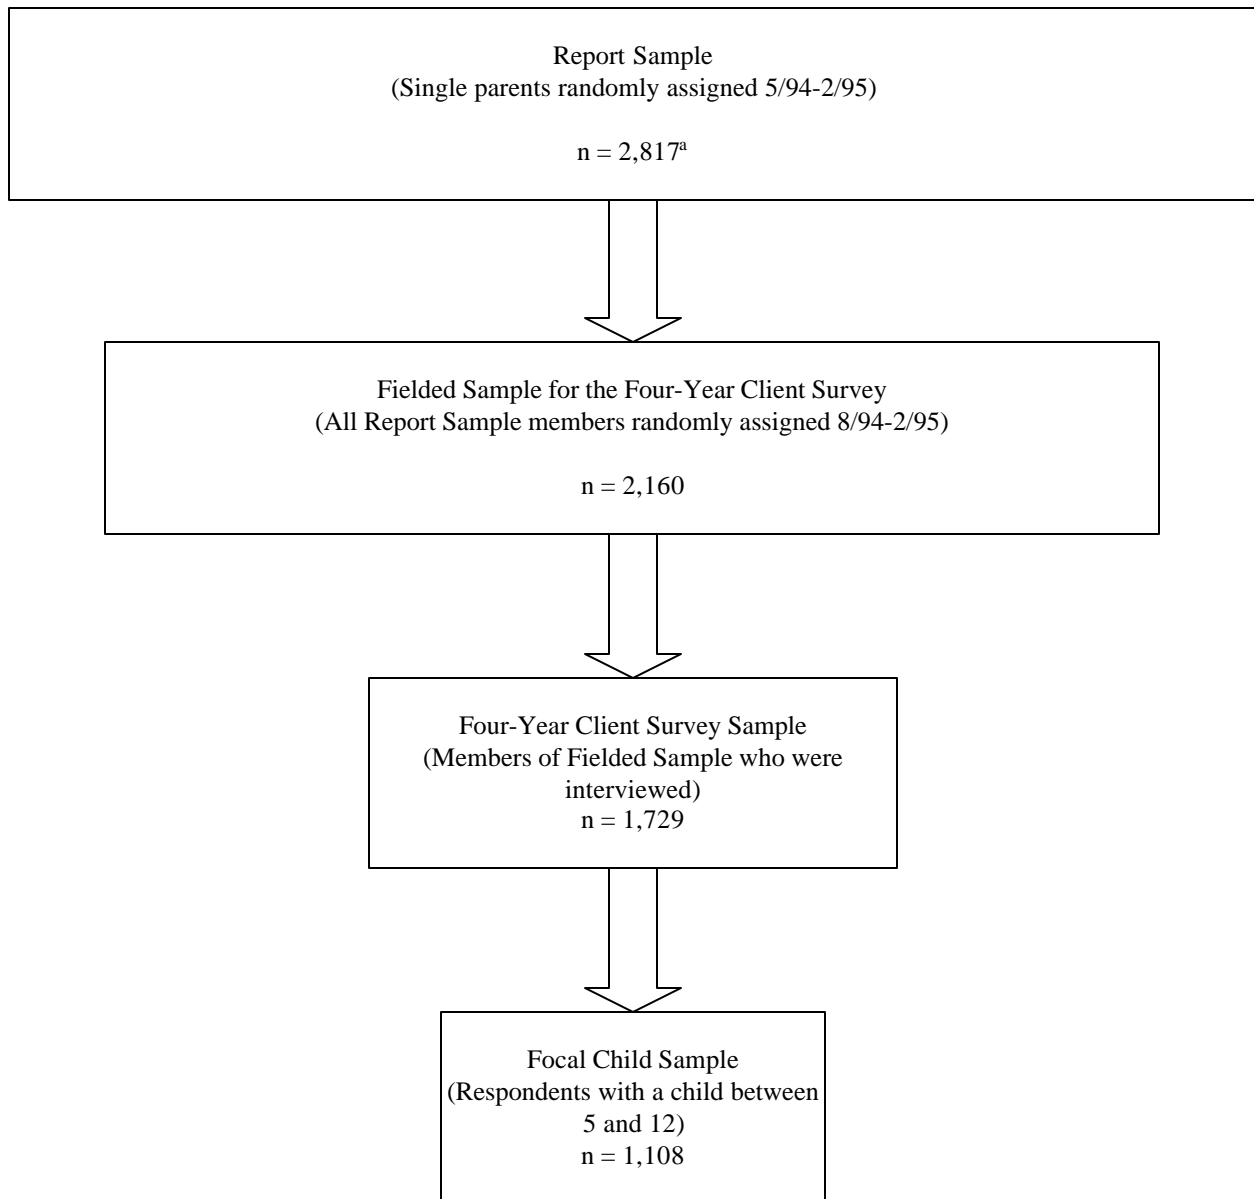 Report Sample
(Single parents randomly assigned 5/94-2/95)
n = 2,817ᵃ
Fielded Sample for the Four-Year Client Survey
(All Report Sample members randomly assigned 8/94-2/95)
n = 2,160
Four-Year Client Survey Sample
(Members of Fielded Sample who were
interviewed)
n = 1,729
Focal Child Sample
(Respondents with a child between
5 and 12)
n = 1,108